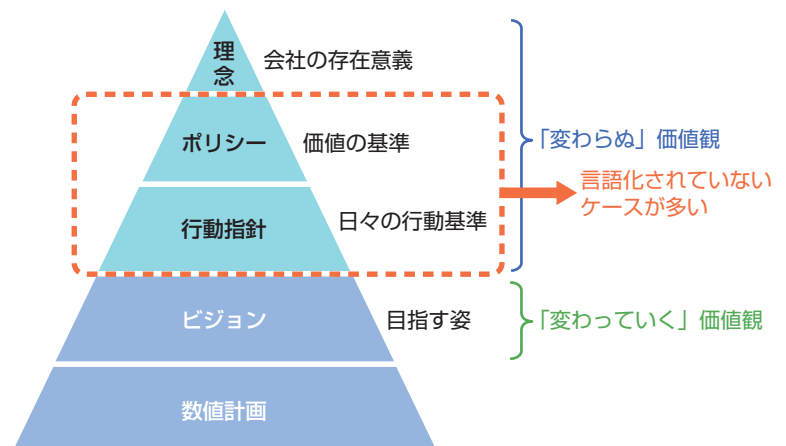 理
念
会社の存在意義
ポリシー
価値の基準
「変わらぬ」価値観
言語化されていない
ケースが多い
行動指針
日々の行動基準
ビジョン
目指す姿
「変わっていく」価値観
数値計画